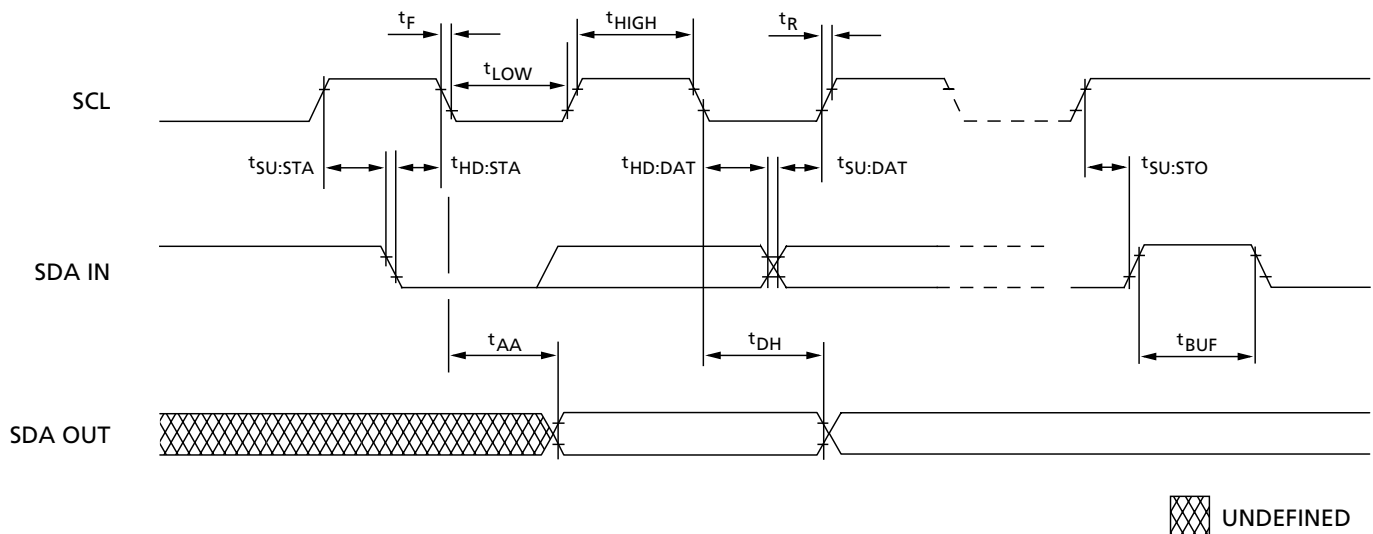 tF
tHIGH
tR
tLOW
SCL
tSU:STA
tHD:STA
tHD:DAT
tSU:DAT
tSU:STO
SDA IN
tAA
tDH
tBUF
SDA OUT
UNDEFINED